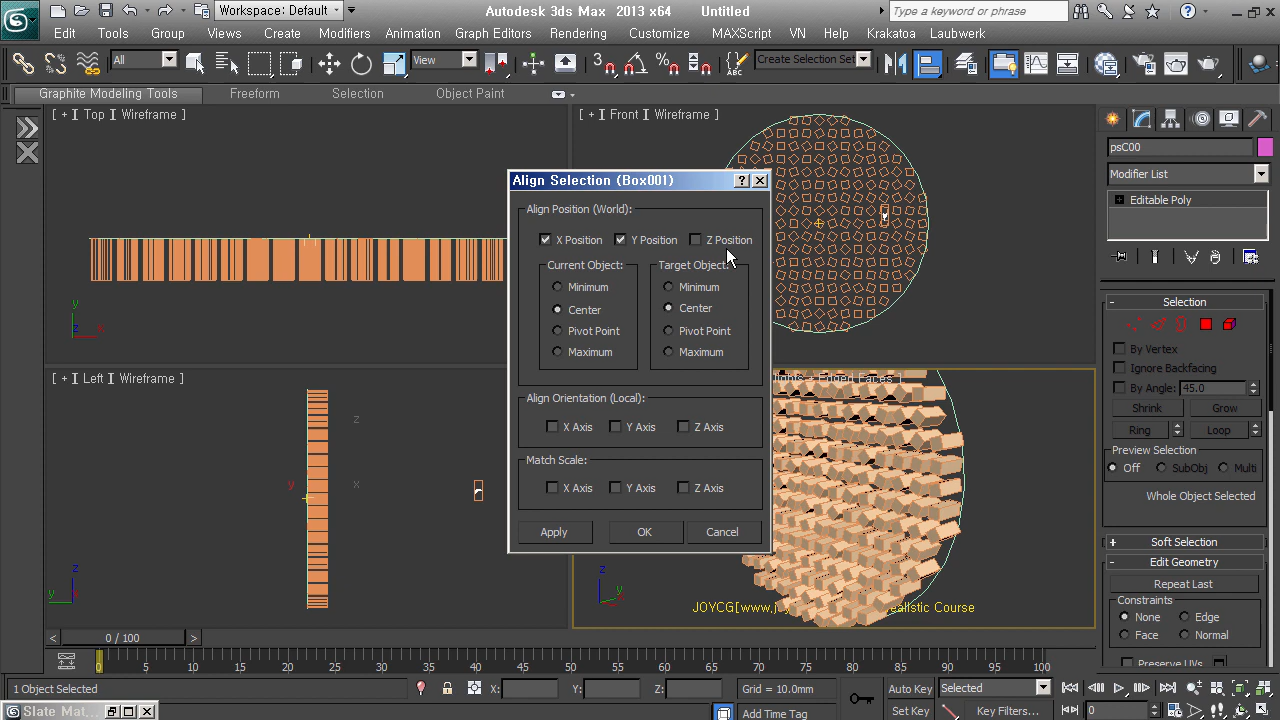 Workspace: Default
Autodesk 3ds Max 2013 x64 Untitled
Type a keyword or phrase
Edit Tools Group Views Create Modifiers Animation Graph Editors Rendering Customize MAXScript VN Help Krakatoa Laubwerk
All
View
3
Create Selection Set
Graphite Modeling Tools Freeform Selection Object Paint
[ + ] [ Top ] [ Wireframe ]
[ + ] [ Front ] [ Wireframe ]
psC00
Modifier List
Editable Poly
Align Selection (Box001)
Align Position (World):
X Position Y Position Z Position
Current Object: Target Object:
Minimum Minimum
Center Center
Pivot Point Pivot Point
Maximum Maximum
Align Orientation (Local):
X Axis Y Axis Z Axis
Match Scale:
X Axis Y Axis Z Axis
Apply OK Cancel
y
z x
[ + ] [ Left ] [ Wireframe ]
+ Edged Faces ]
z
y x
z
y
z
y
x
JOYCG[www.joy
ealistic Course
Selection
By Vertex
Ignore Backfacing
By Angle: 45.0
Shrink Grow
Ring Loop
Preview Selection
Off SubObj Multi
Whole Object Selected
Soft Selection
Edit Geometry
Repeat Last
Constraints
None Edge
Face Normal
Preserve UVs
0 / 100
0 5 10 15 20 25 30 35 40 45 50 55 60 65 70 75 80 85 90 95 100
1 Object Selected
X: Y: Z:
Grid = 10.0mm
Auto Key Selected
Add Time Tag
Set Key Key Filters...
0
Slate Mat...